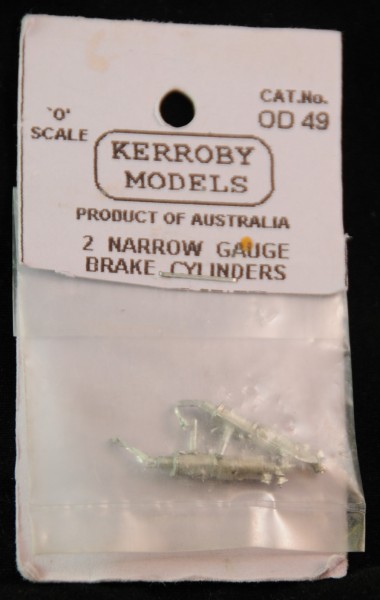 'O'
SCALE
CAT.No.
OD 49
KERROBY
MODELS
PRODUCT OF AUSTRALIA
2 NARROW GAUGE
BRAKE CYLINDERS